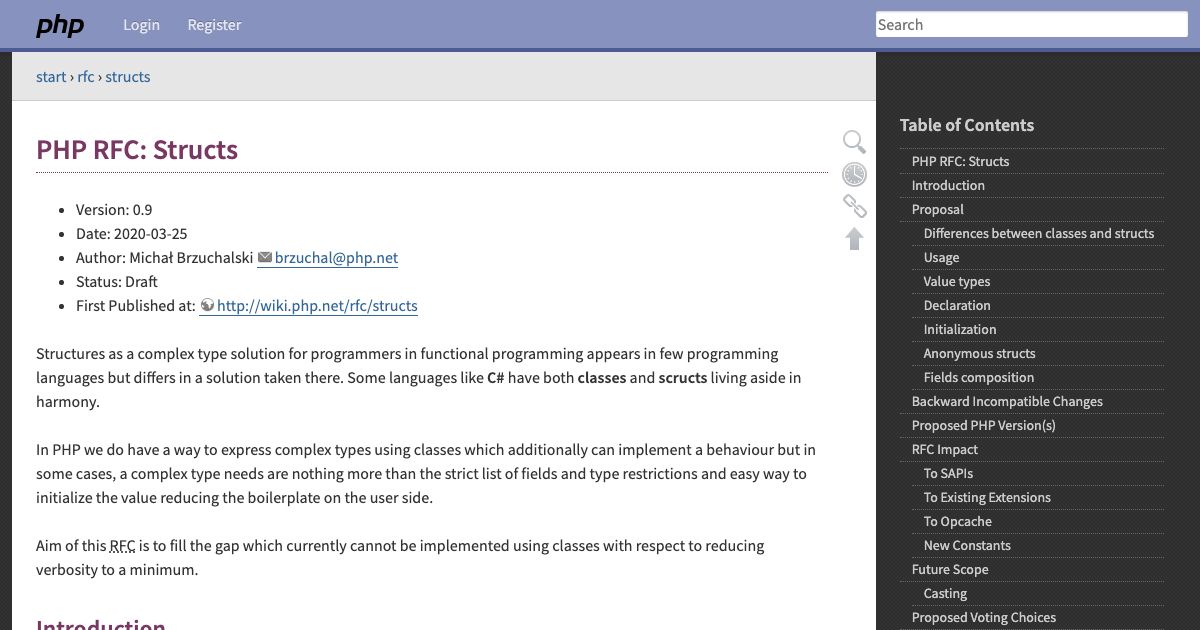 php
Login
Register
Search
start › rfc › structs
PHP RFC: Structs
Version: 0.9
Date: 2020-03-25
Author: Michał Brzuchalski brzuchal@php.net
Status: Draft
First Published at: http://wiki.php.net/rfc/structs
Structures as a complex type solution for programmers in functional programming appears in few programming
languages but differs in a solution taken there. Some languages like C# have both classes and scructs living aside in
harmony.
In PHP we do have a way to express complex types using classes which additionally can implement a behaviour but in
some cases, a complex type needs are nothing more than the strict list of fields and type restrictions and easy way to
initialize the value reducing the boilerplate on the user side.
Aim of this RFC is to fill the gap which currently cannot be implemented using classes with respect to reducing
verbosity to a minimum.
Introduction
Table of Contents
PHP RFC: Structs
Introduction
Proposal
Differences between classes and structs
Usage
Value types
Declaration
Initialization
Anonymous structs
Fields composition
Backward Incompatible Changes
Proposed PHP Version(s)
RFC Impact
To SAPIs
To Existing Extensions
To Opcache
New Constants
Future Scope
Casting
Proposed Voting Choices